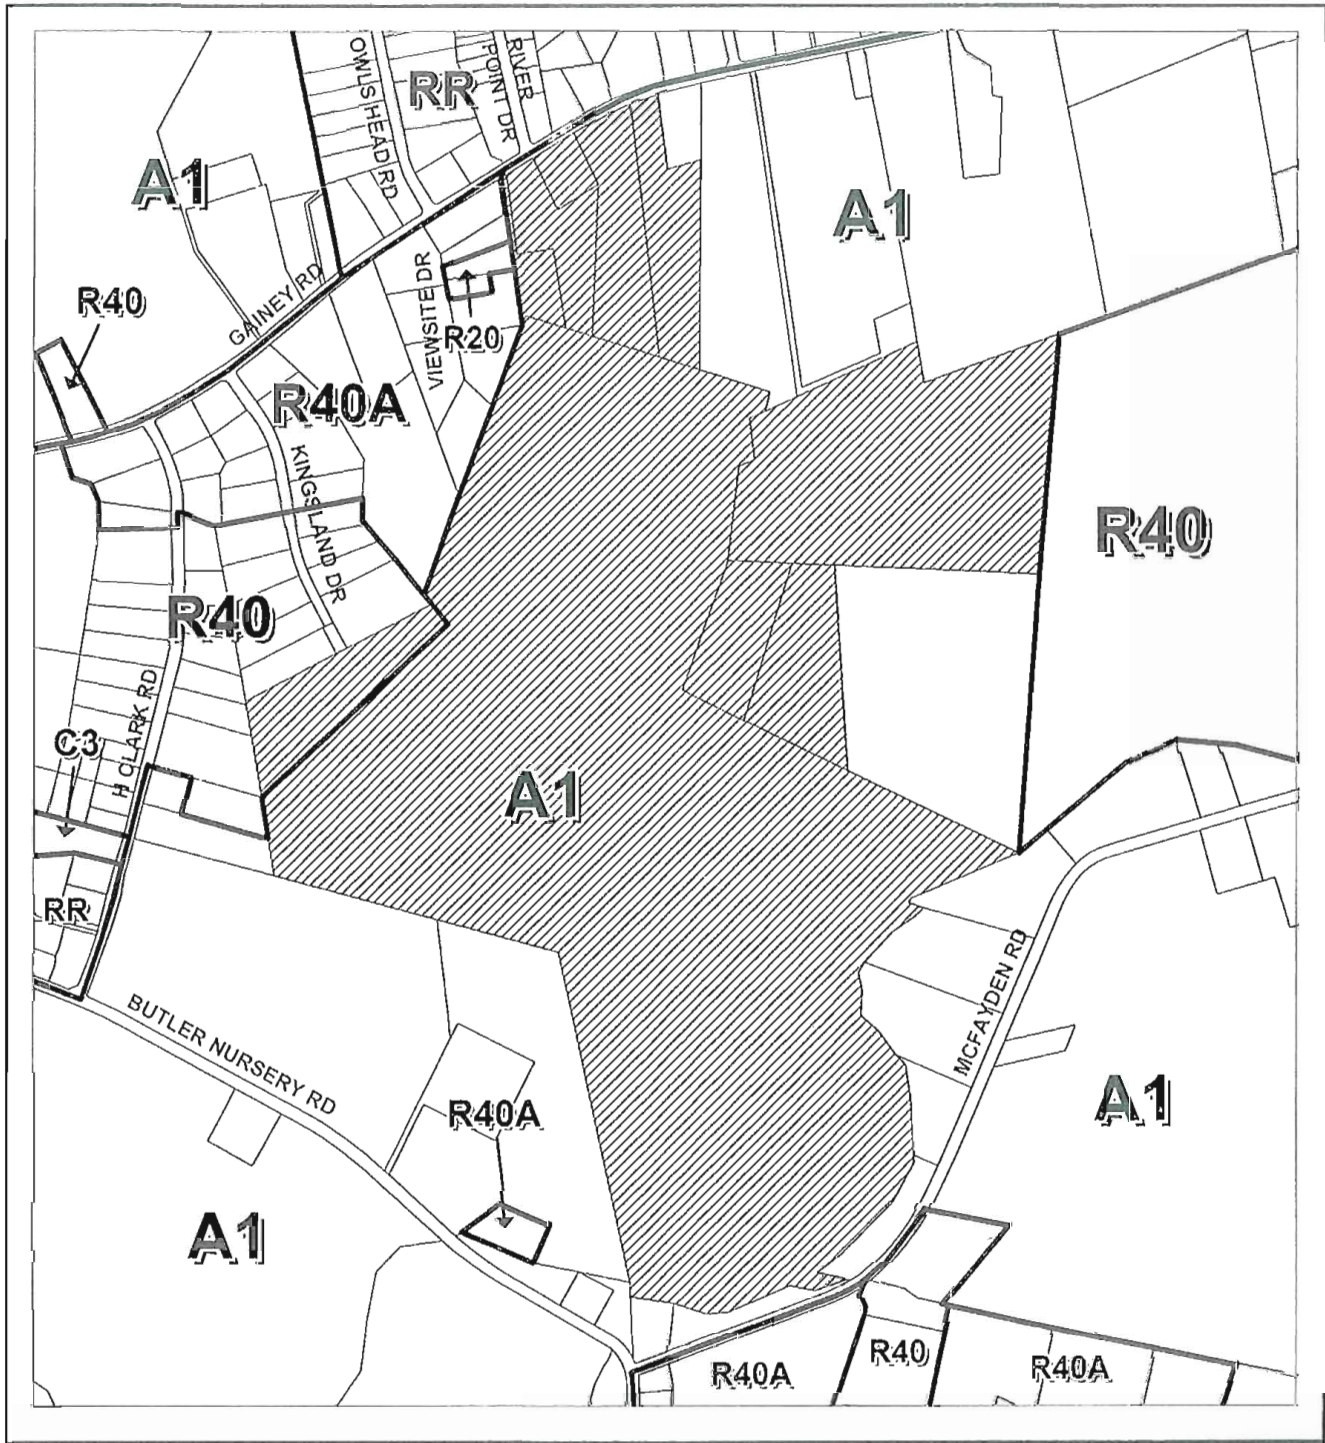 OWLS HEAD RD
RIVER
POINT DR
RR
A1
A1
GAINEY RD
VIEWSITE DR
R40
R20
R40A
KINGSLAND DR
R40
R40
H CLARK RD
C3
A1
RR
MCFAYDEN RD
BUTLER NURSERY RD
R40A
A1
A1
R40A
R40
R40A